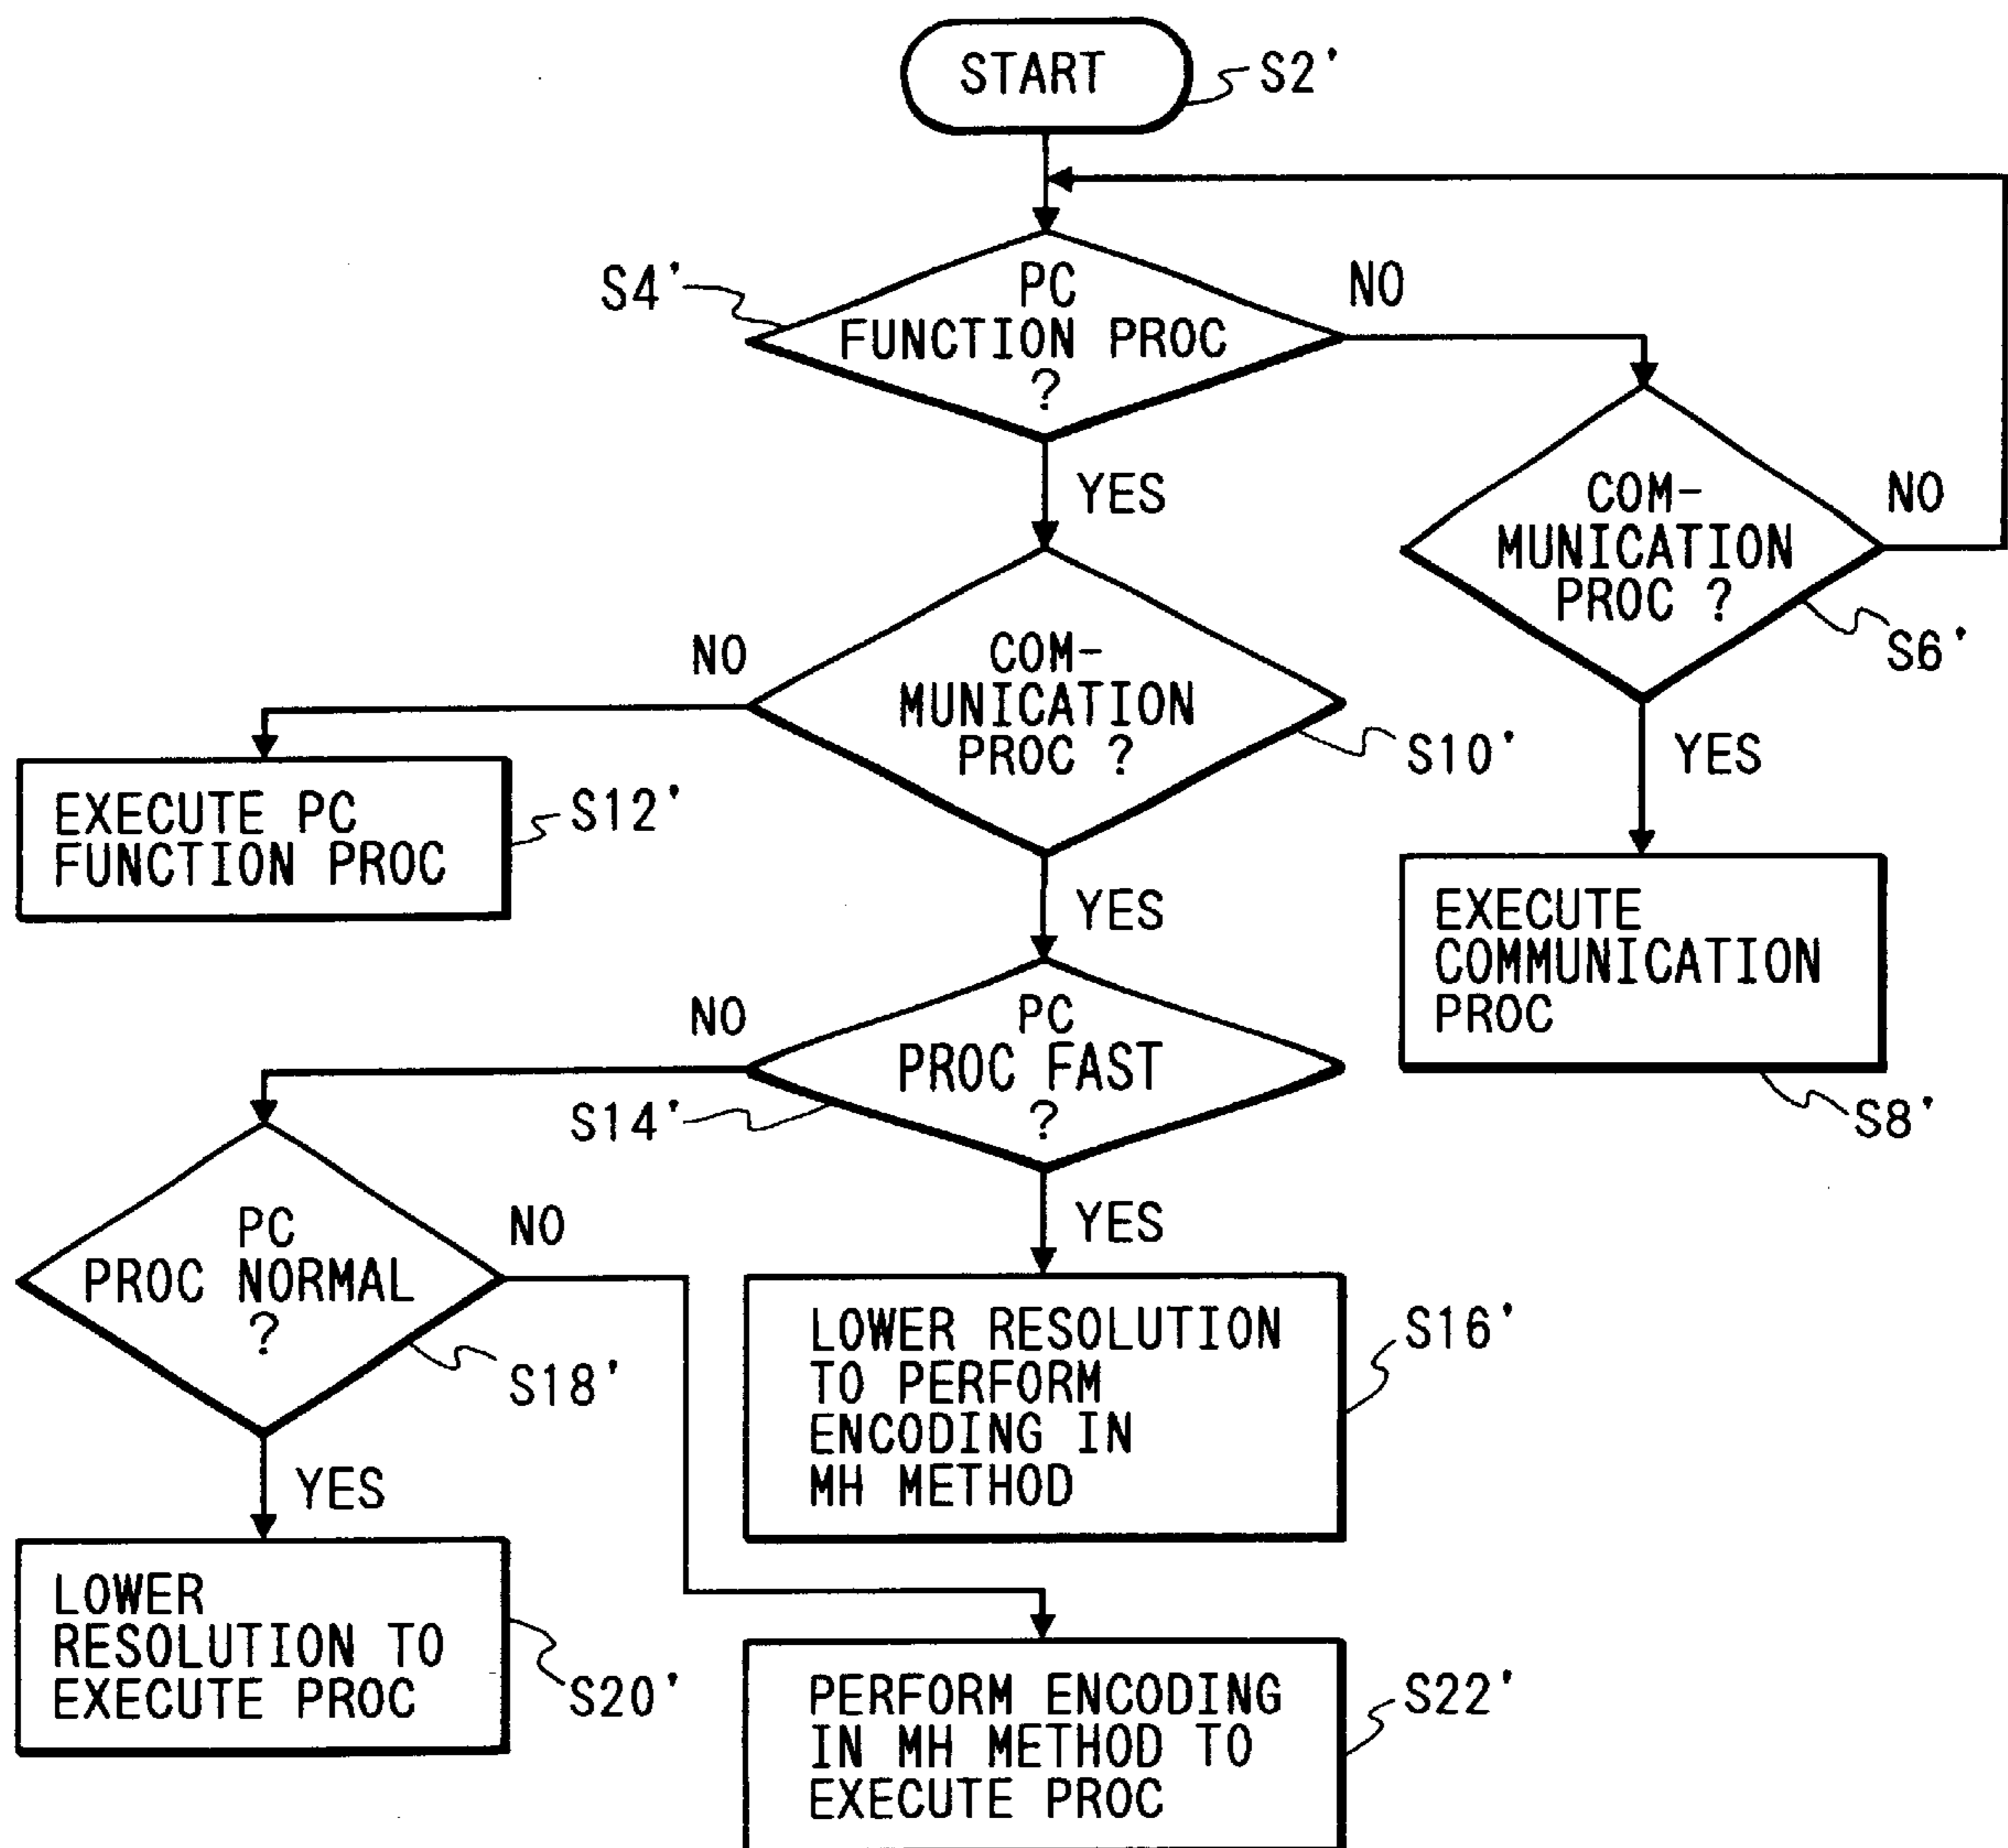 START
S2'
S4'
PC
FUNCTION PROC
?
NO
YES
COM-
MUNICATION
PROC ?
NO
S6'
YES
EXECUTE
COMMUNICATION
PROC
S8'
COM-
MUNICATION
PROC ?
NO
S10'
EXECUTE PC
FUNCTION PROC
S12'
YES
PC
PROC FAST
?
NO
S14'
YES
LOWER RESOLUTION
TO PERFORM
ENCODING IN
MH METHOD
S16'
PC
PROC NORMAL
?
NO
S18'
YES
LOWER
RESOLUTION TO
EXECUTE PROC
S20'
PERFORM ENCODING
IN MH METHOD TO
EXECUTE PROC
S22'